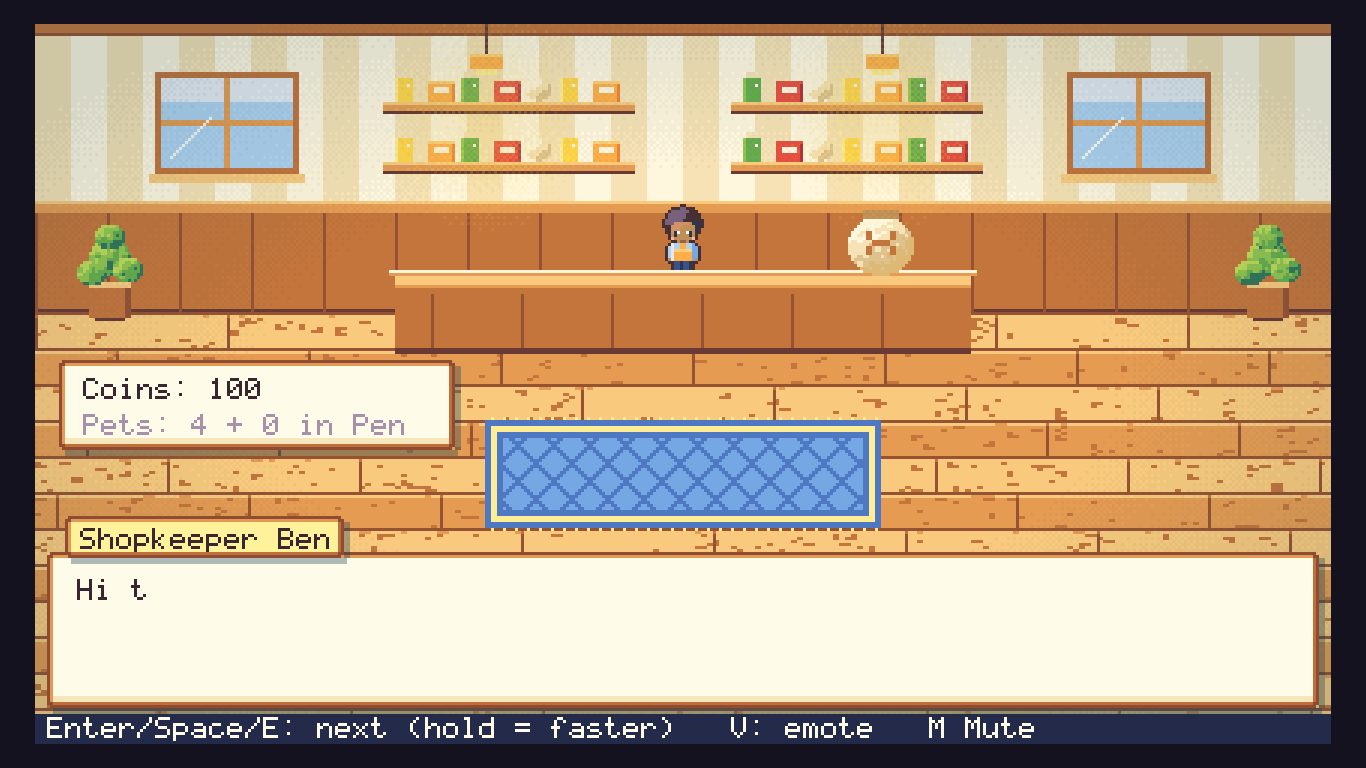 Coins: 100
Pets: 4 + 0 in Pen
Shopkeeper Ben
Hi t
Enter/Space/E: next (hold = faster)   V: emote   M Mute